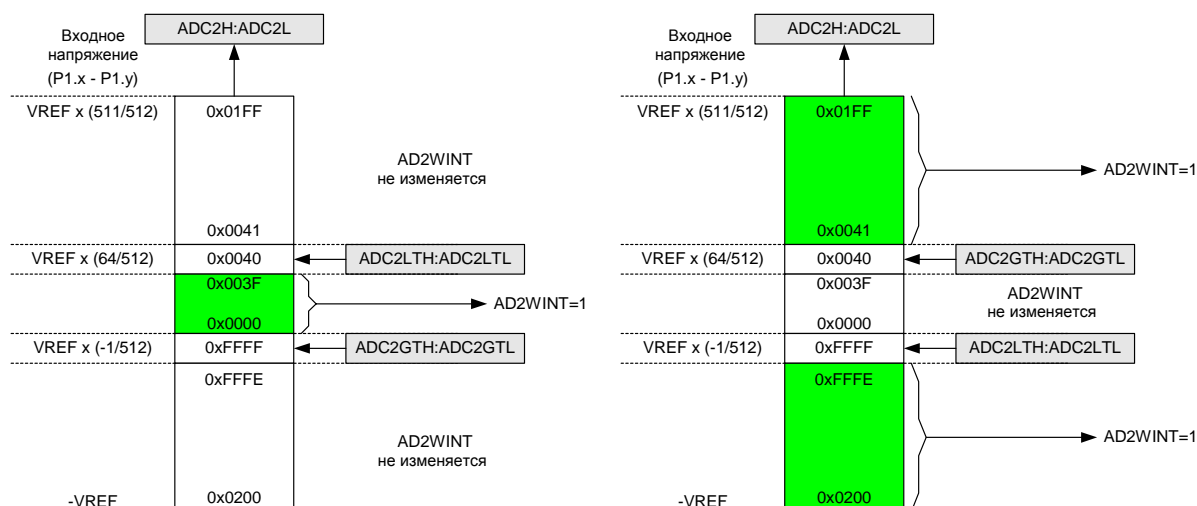 ADC2H:ADC2L
Входное
напряжение
(P1.x - P1.y)
VREF x (511/512)
0x01FF
AD2WINT
не изменяется
0x0041
VREF x (64/512)
0x0040
ADC2LTH:ADC2LTL
0x003F
AD2WINT=1
0x0000
VREF x (-1/512)
0xFFFF
ADC2GTH:ADC2GTL
0xFFFE
AD2WINT
не изменяется
-VREF
0x0200
ADC2H:ADC2L
Входное
напряжение
(P1.x - P1.y)
VREF x (511/512)
0x01FF
AD2WINT=1
0x0041
VREF x (64/512)
0x0040
ADC2GTH:ADC2GTL
0x003F
AD2WINT
не изменяется
0x0000
VREF x (-1/512)
0xFFFF
ADC2LTH:ADC2LTL
0xFFFE
AD2WINT=1
-VREF
0x0200